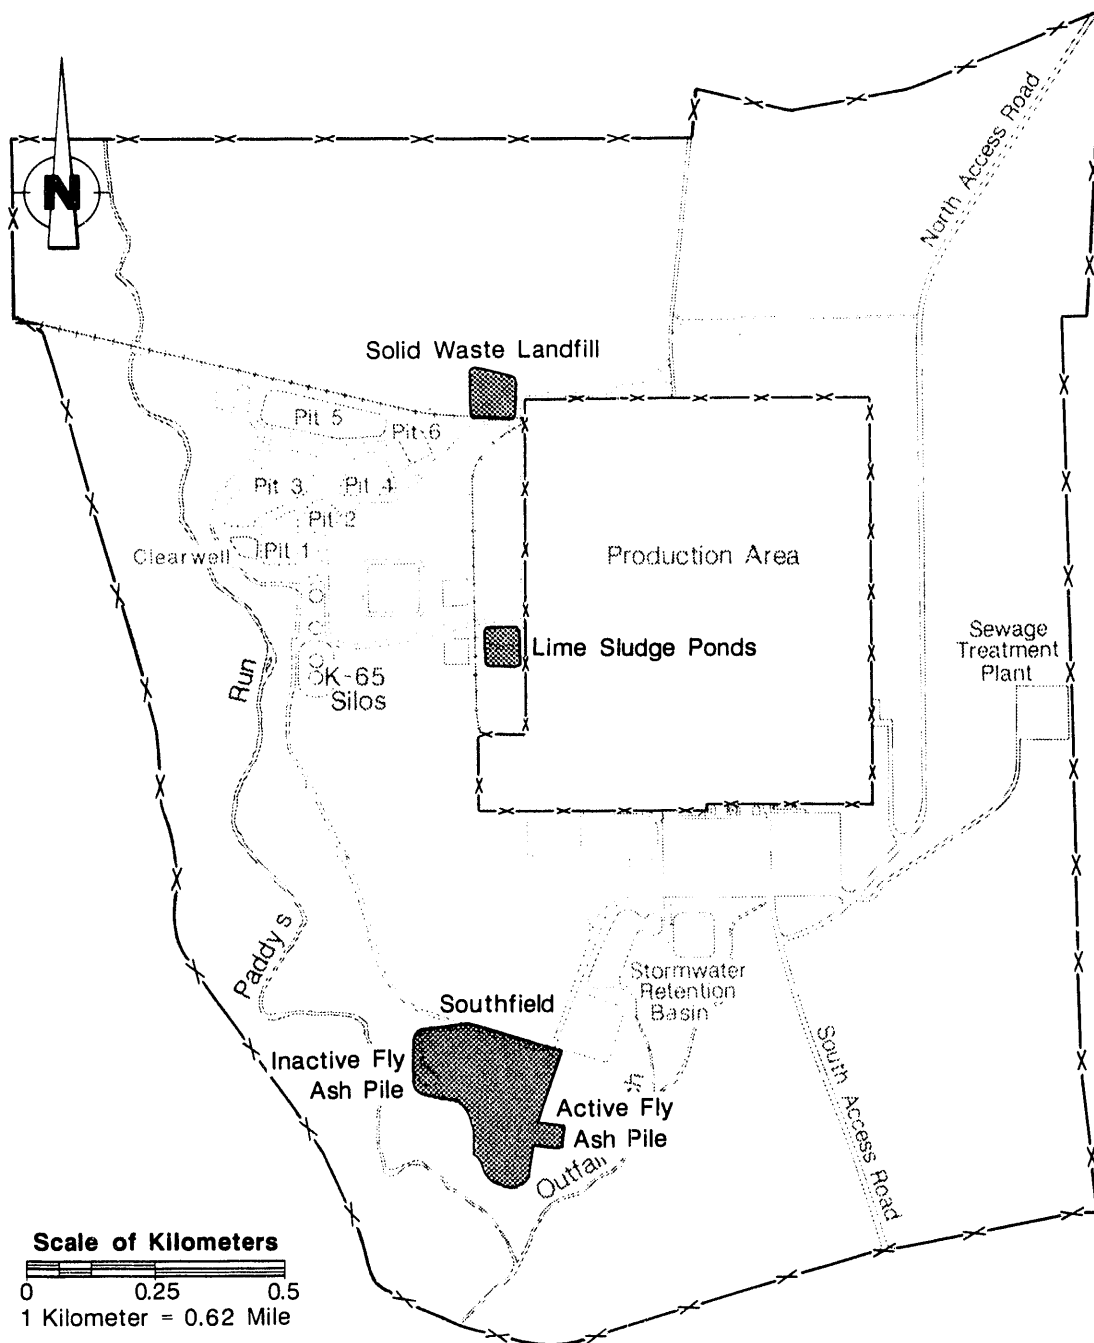 North Access Road
N
Solid Waste Landfill
Pit 5
Pit 6
Pit 3
Pit 4
Pit 2
Clearwell
Pit 1
Production Area
Lime Sludge Ponds
Sewage
Treatment
Plant
K-65
Silos
Run
Paddy s
Stormwater
Retention
Basin
Southfield
Inactive Fly
Ash Pile
Active Fly
Ash Pile
South Access Road
Scale of Kilometers
0 0.25 0.5
1 Kilometer = 0.62 Mile